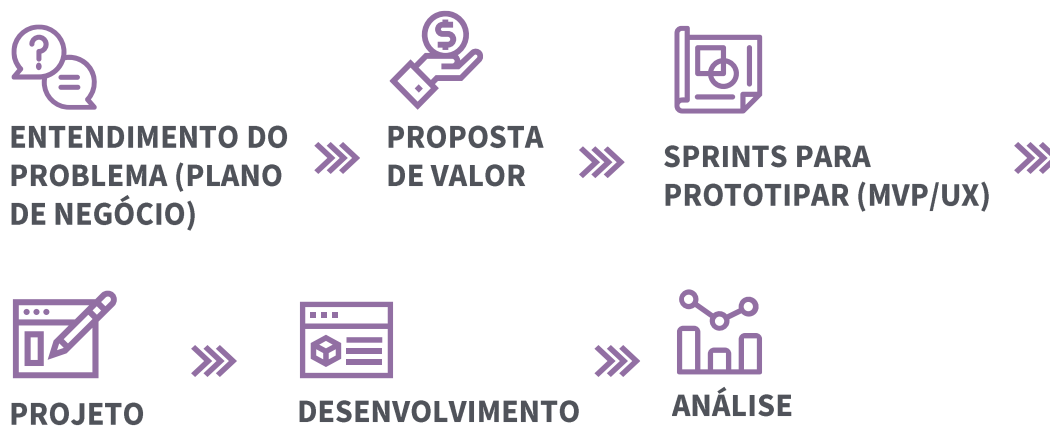 ENTENDIMENTO DO
PROBLEMA (PLANO
DE NEGÓCIO)
PROPOSTA
DE VALOR
SPRINTS PARA
PROTOTIPAR (MVP/UX)
PROJETO
DESENVOLVIMENTO
ANÁLISE